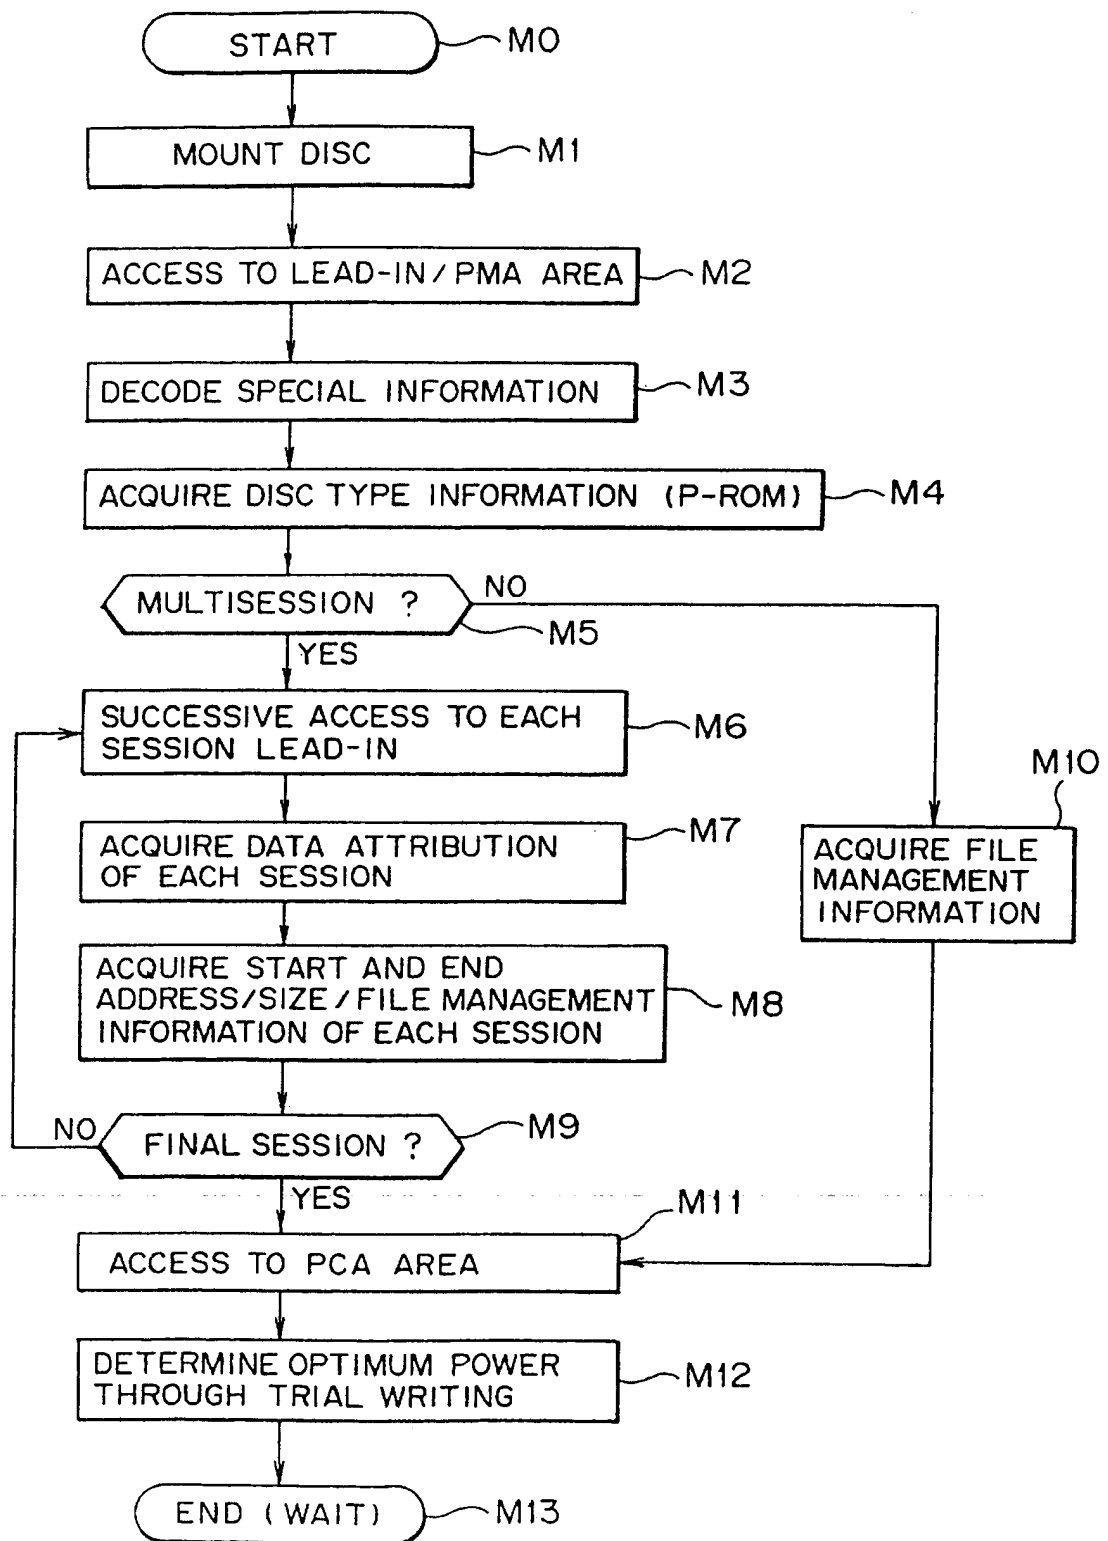 START
M0
MOUNT DISC
M1
ACCESS TO LEAD-IN/PMA AREA
M2
DECODE SPECIAL INFORMATION
M3
ACQUIRE DISC TYPE INFORMATION (P-ROM)
M4
MULTISESSION ?
NO
M5
YES
SUCCESSIVE ACCESS TO EACH
SESSION LEAD-IN
M6
ACQUIRE DATA ATTRIBUTION
OF EACH SESSION
M7
M10
ACQUIRE FILE
MANAGEMENT
INFORMATION
ACQUIRE START AND END
ADDRESS/SIZE/FILE MANAGEMENT
INFORMATION OF EACH SESSION
M8
NO
FINAL SESSION ?
M9
YES
M11
ACCESS TO PCA AREA
DETERMINE OPTIMUM POWER
THROUGH TRIAL WRITING
M12
END (WAIT)
M13